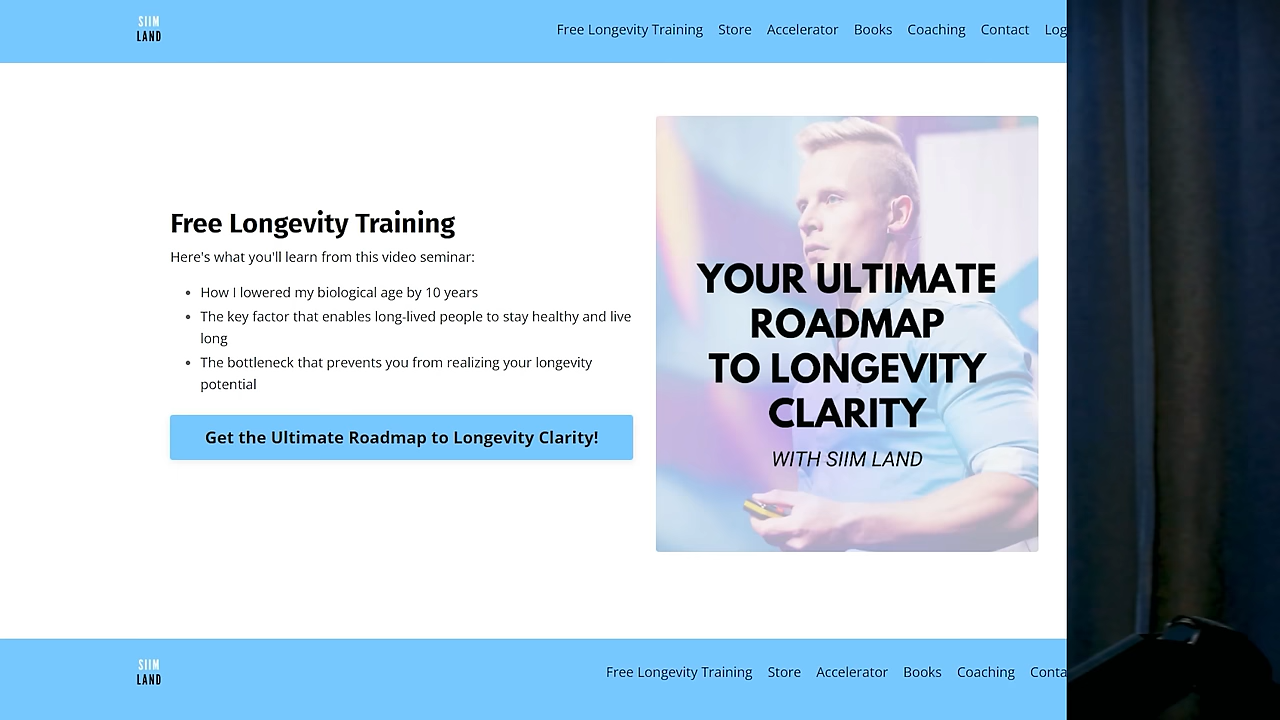 SIIM
LAND
Free Longevity Training Store Accelerator Books Coaching Contact Log
Free Longevity Training
Here's what you'll learn from this video seminar:
• How I lowered my biological age by 10 years
• The key factor that enables long-lived people to stay healthy and live
long
• The bottleneck that prevents you from realizing your longevity
potential
Get the Ultimate Roadmap to Longevity Clarity!
YOUR ULTIMATE
ROADMAP
TO LONGEVITY
CLARITY
WITH SIIM LAND
SIIM
LAND
Free Longevity Training Store Accelerator Books Coaching Conta